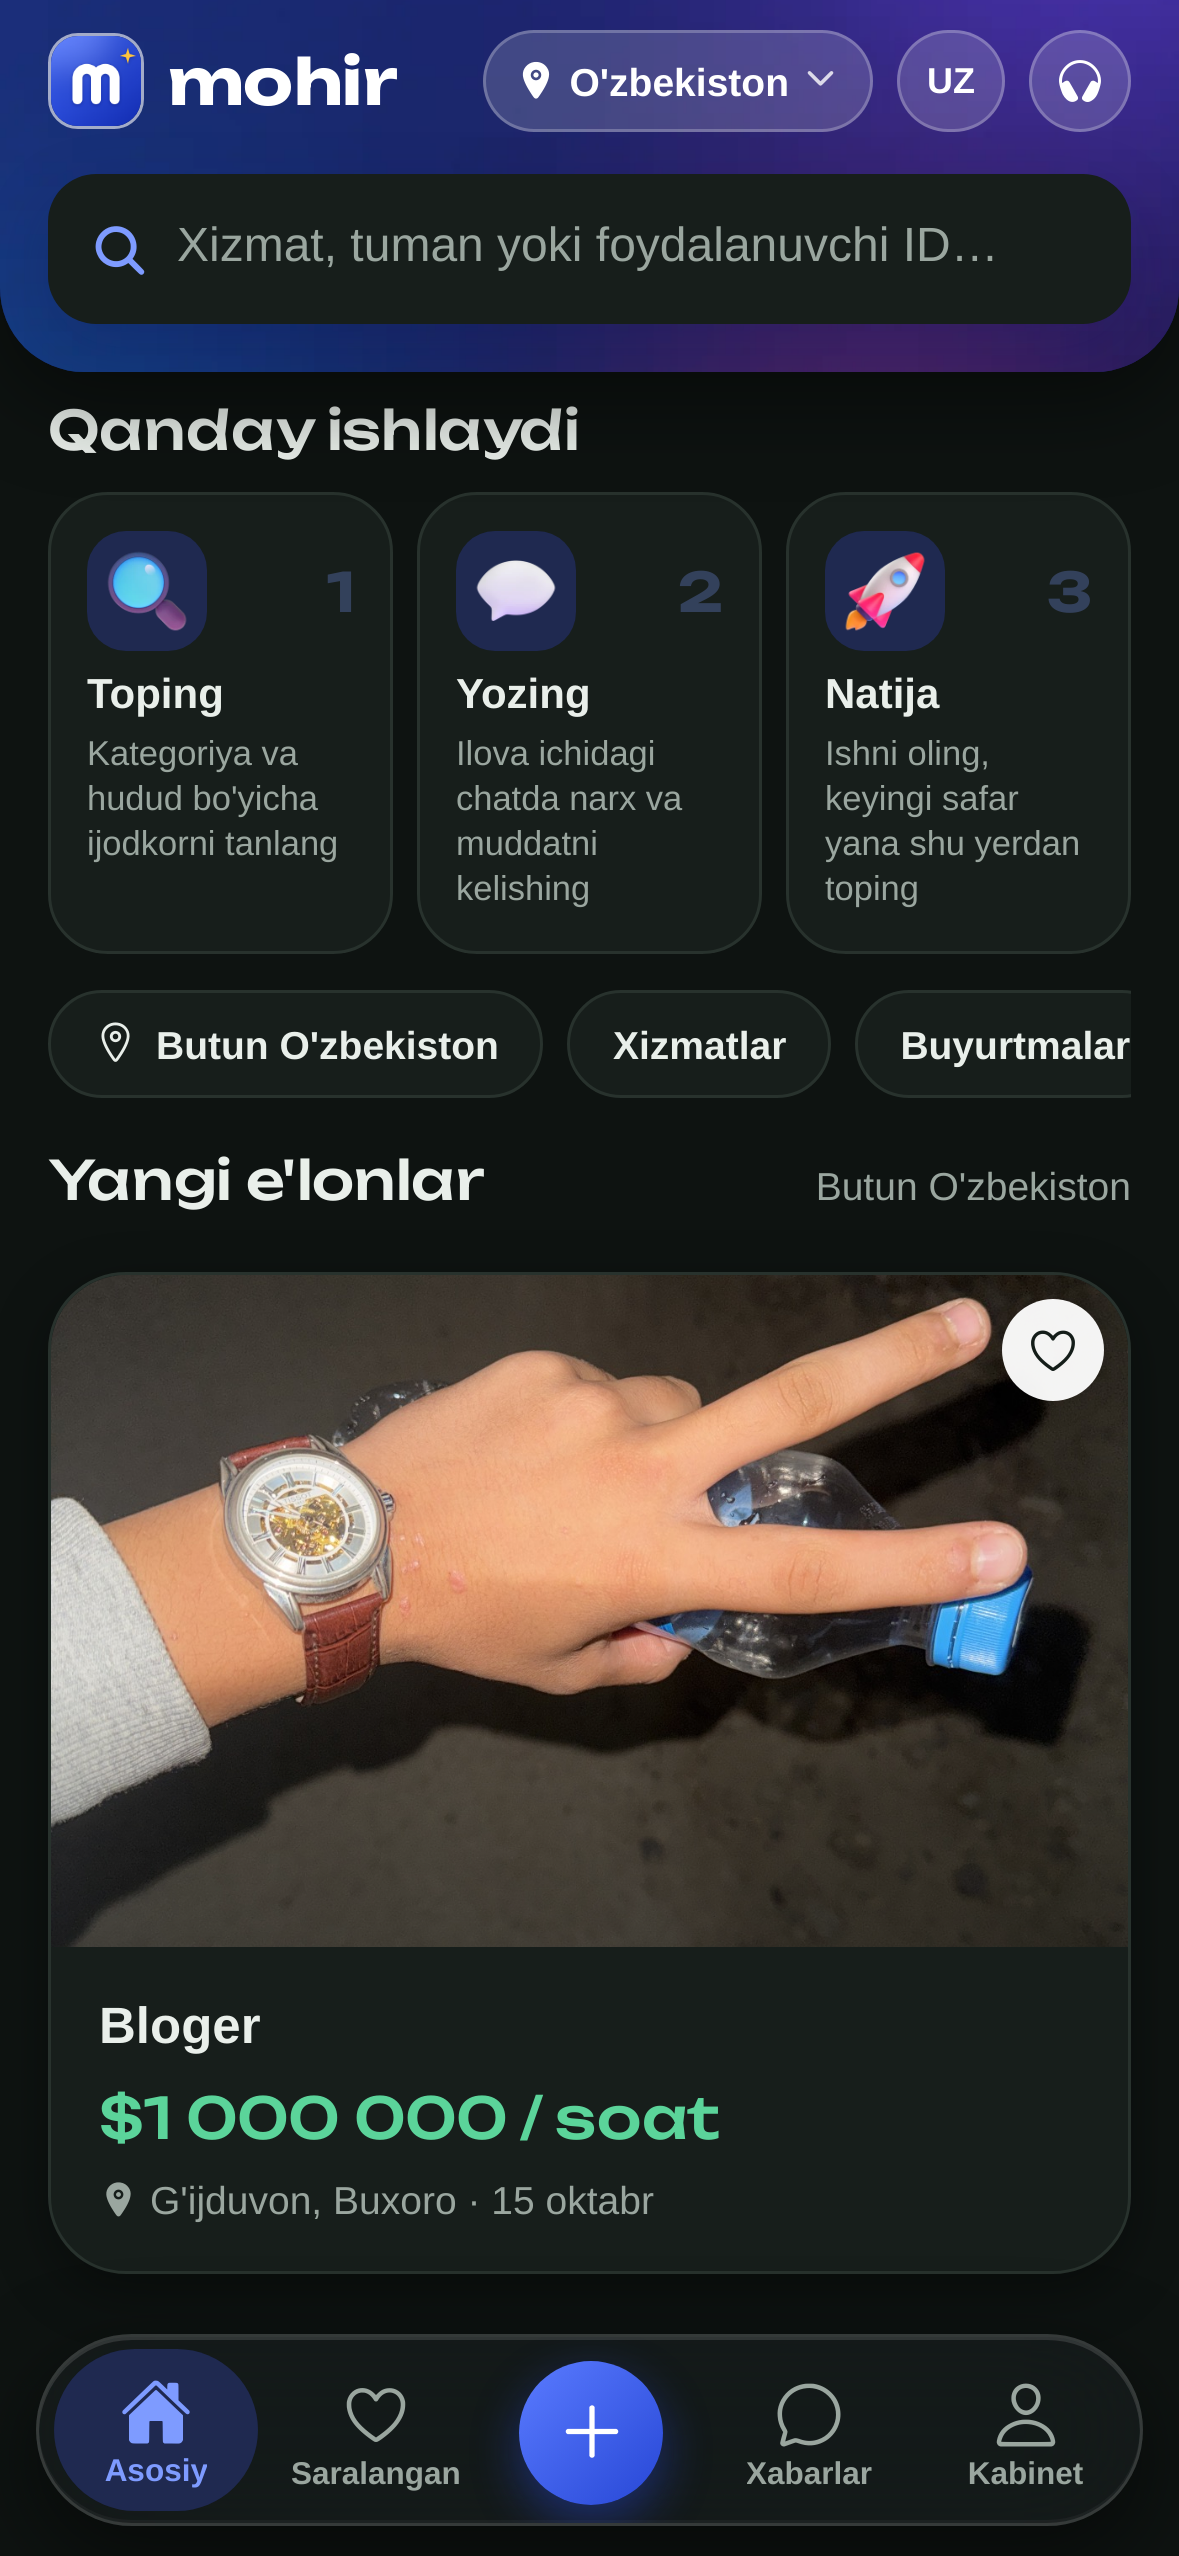 m mohir
O'zbekiston
UZ
Xizmat, tuman yoki foydalanuvchi ID...
Qanday ishlaydi
1
Toping
Kategoriya va
hudud bo'yicha
ijodkorni tanlang
2
Yozing
Ilova ichidagi
chatda narx va
muddatni
kelishing
3
Natija
Ishni oling,
keyingi safar
yana shu yerdan
toping
Butun O'zbekiston
Xizmatlar
Buyurtmalar
Yangi e'lonlar
Butun O'zbekiston
Bloger
$1 000 000 / soat
G'ijduvon, Buxoro · 15 oktabr
Asosiy
Saralangan
Xabarlar
Kabinet